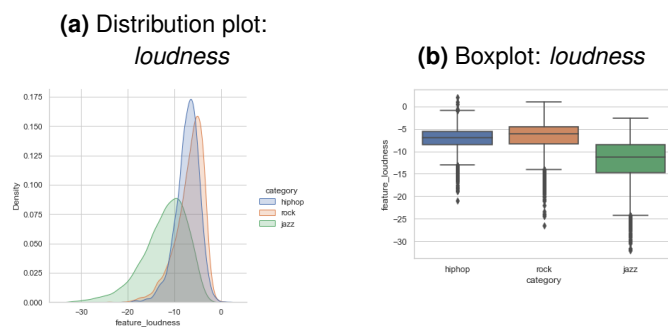 (a) Distribution plot:
loudness
0.175
0.150
0.125
0.100
0.075
0.050
0.025
0.000
Density
−30
−20
−10
0
feature_loudness
category
hiphop
rock
jazz
(b) Boxplot: loudness
0
−5
−10
−15
−20
−25
−30
feature_loudness
hiphop
rock
jazz
category